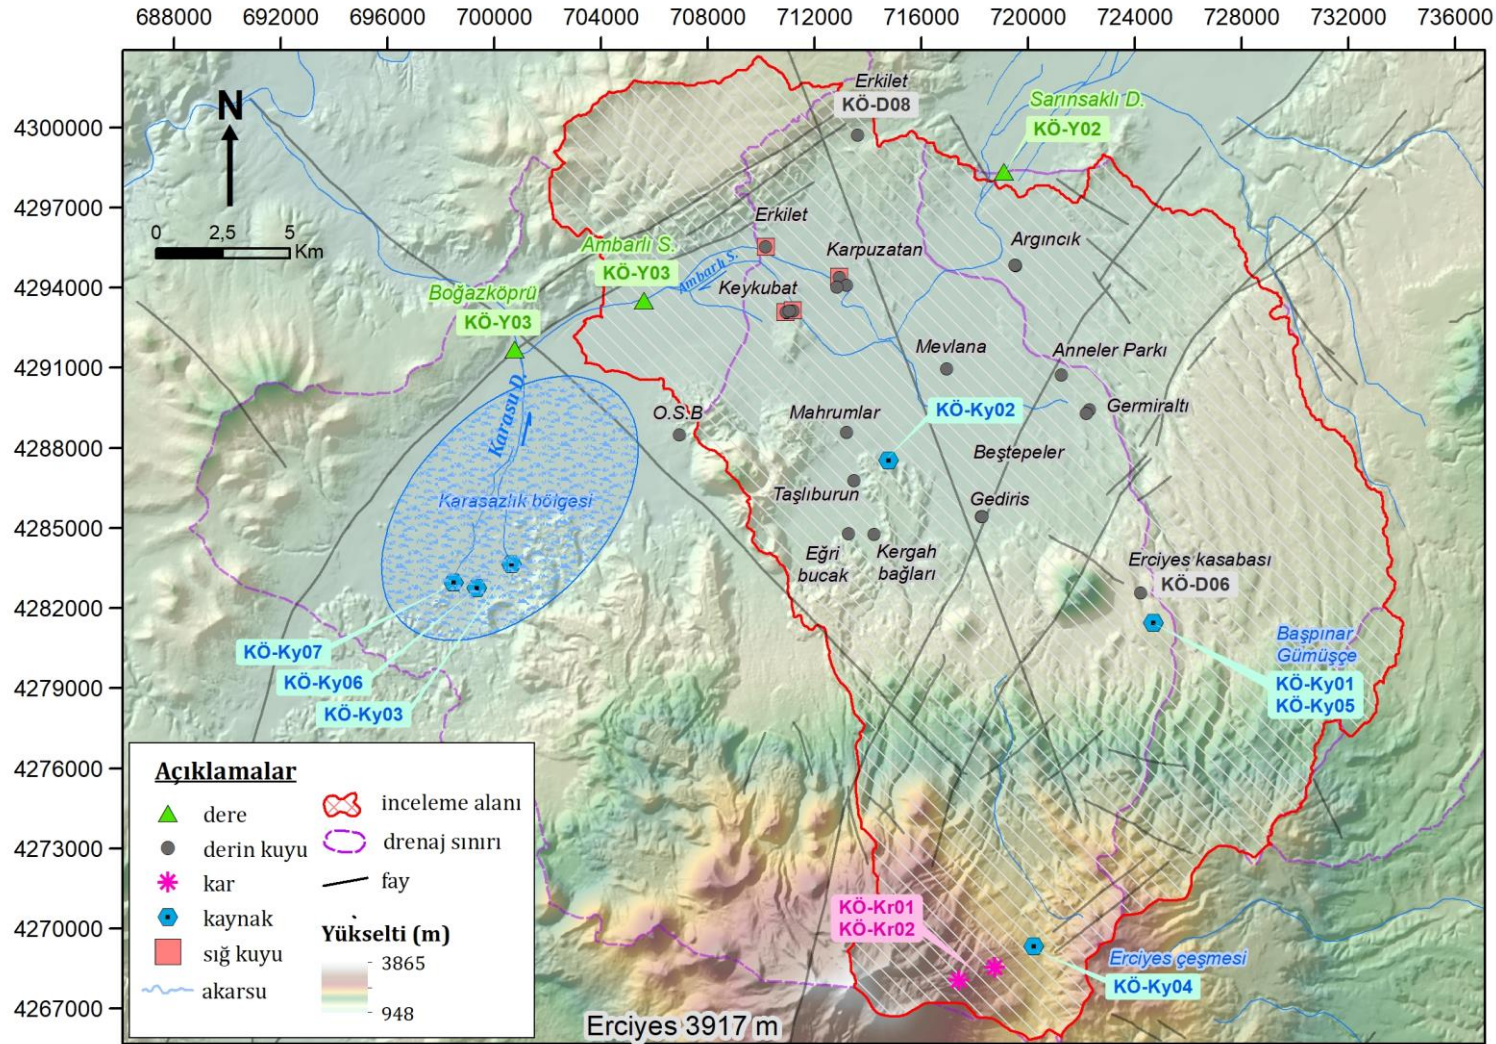 688000 692000 696000 700000 704000 708000 712000 716000 720000 724000 728000 732000 736000
4300000
4297000
4294000
4291000
4288000
4285000
4282000
4279000
4276000
4273000
4270000
4267000
N
0 2,5 5
Km
Erkilet
KÖ-D08
Sarınsaklı D.
KÖ-Y02
Erkilet
Karpuzatan
Argıncık
Ambarlı S.
KÖ-Y03
Ambarlı S.
Keykubat
Boğazköprü
KÖ-Y03
Mevlana
Anneler Parkı
Karasu D.
O.S.B
Mahrumlar
KÖ-Ky02
Germiraltı
Beştepeler
Karasazlık bölgesi
Taşlıburun
Gediris
Eğri
bucak
Kergah
bağları
Erciyes kasabası
KÖ-D06
KÖ-Ky07
KÖ-Ky06
KÖ-Ky03
Başpınar
Gümüşçe
KÖ-Ky01
KÖ-Ky05
KÖ-Kr01
KÖ-Kr02
Erciyes çeşmesi
KÖ-Ky04
Erciyes 3917 m
Açıklamalar
dere
derin kuyu
kar
kaynak
sığ kuyu
akarsu
inceleme alanı
drenaj sınırı
fay
Yükselti (m)
3865
948